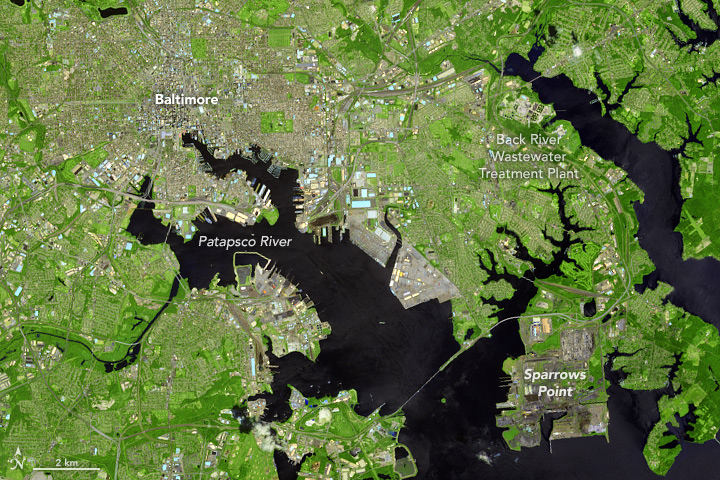 Baltimore
Back River
Wastewater
Treatment Plant
Patapsco River
Sparrows
Point
N
2 km